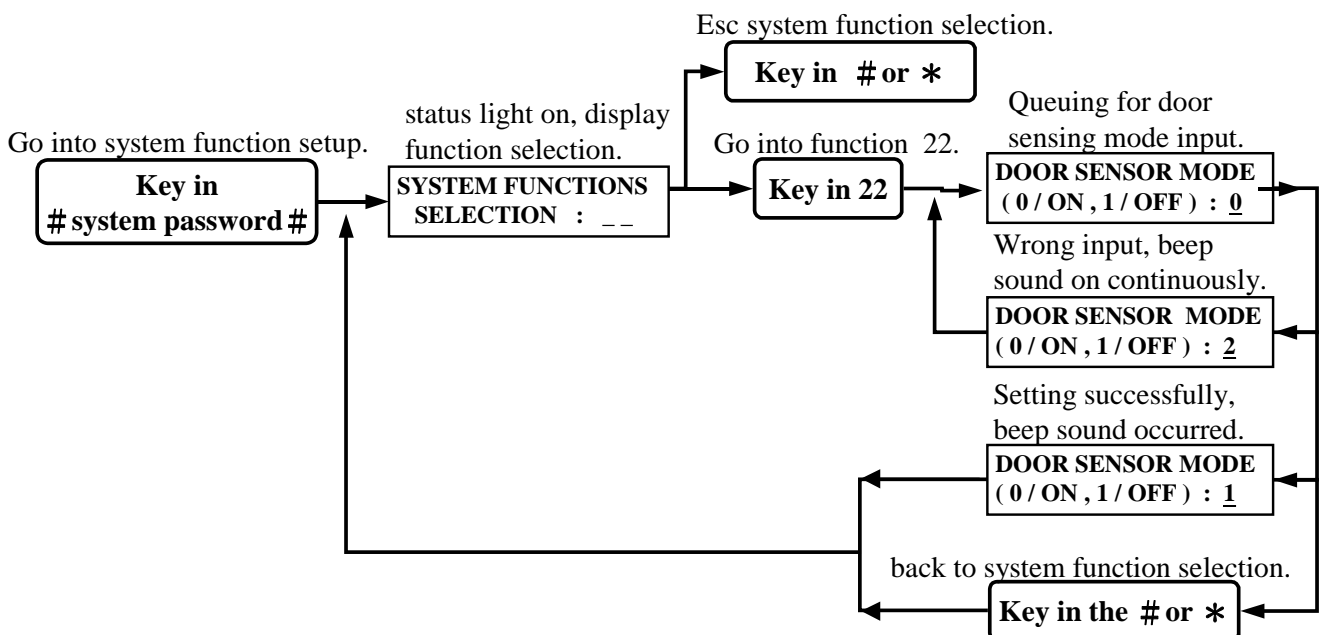 Esc system function selection.
Key in # or *
Go into system function setup.
Key in
# system password #
status light on, display
function selection.
SYSTEM FUNCTIONS
SELECTION : _ _
Go into function 22.
Key in 22
Queuing for door
sensing mode input.
DOOR SENSOR MODE
( 0 / ON , 1 / OFF ) : 0
Wrong input, beep
sound on continuously.
DOOR SENSOR MODE
( 0 / ON , 1 / OFF ) : 2
Setting successfully,
beep sound occurred.
DOOR SENSOR MODE
( 0 / ON , 1 / OFF ) : 1
back to system function selection.
Key in the # or *